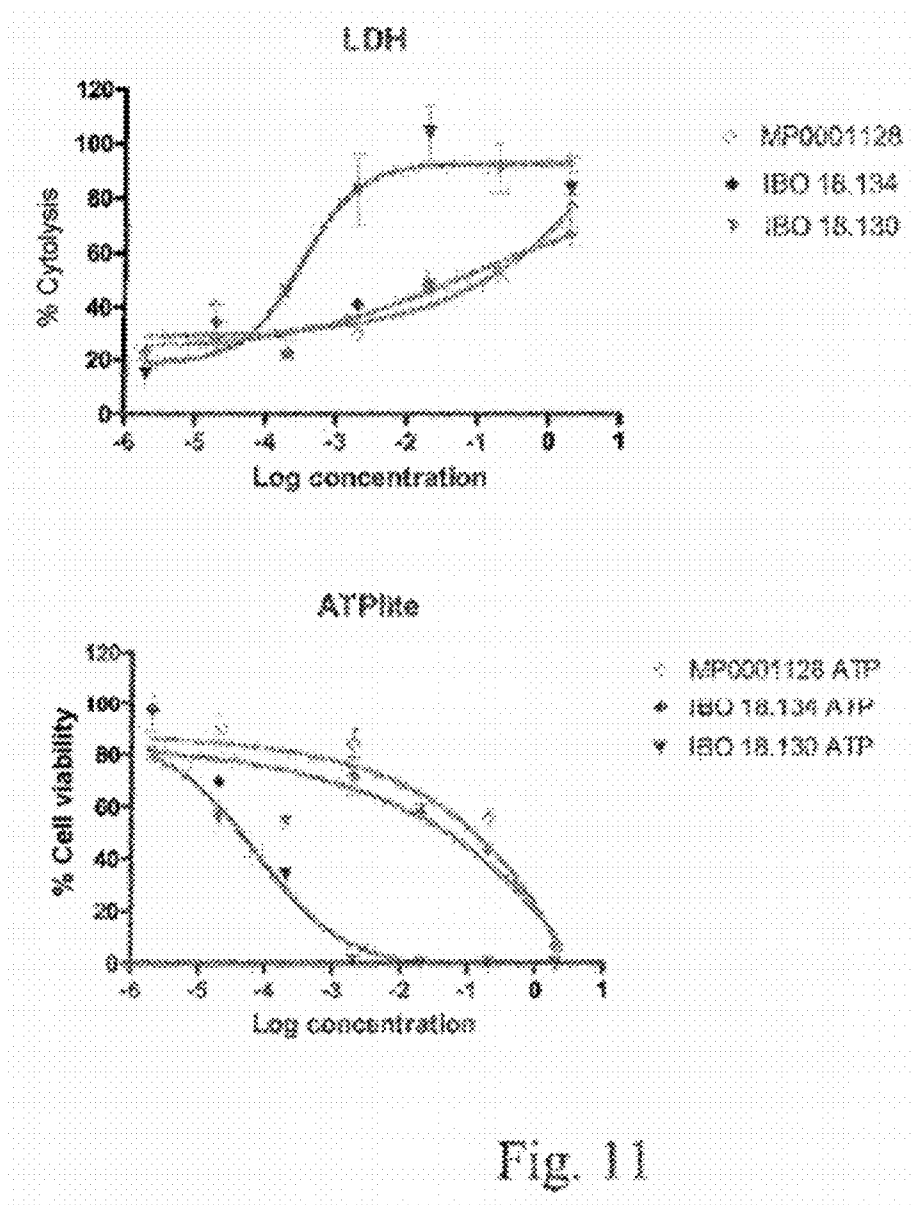 LDH
120
100
80
60
40
20
0
% Cytolysis
-6 -5 -4 -3 -2 -1 0 1
Log concentration
MP0001128
IBO 18.134
IBO 18.130
ATPlite
120
100
80
60
40
20
0
% Cell viability
-6 -5 -4 -3 -2 -1 0 1
Log concentration
MP0001128 ATP
IBO 18.134 ATP
IBO 18.130 ATP
Fig. 11